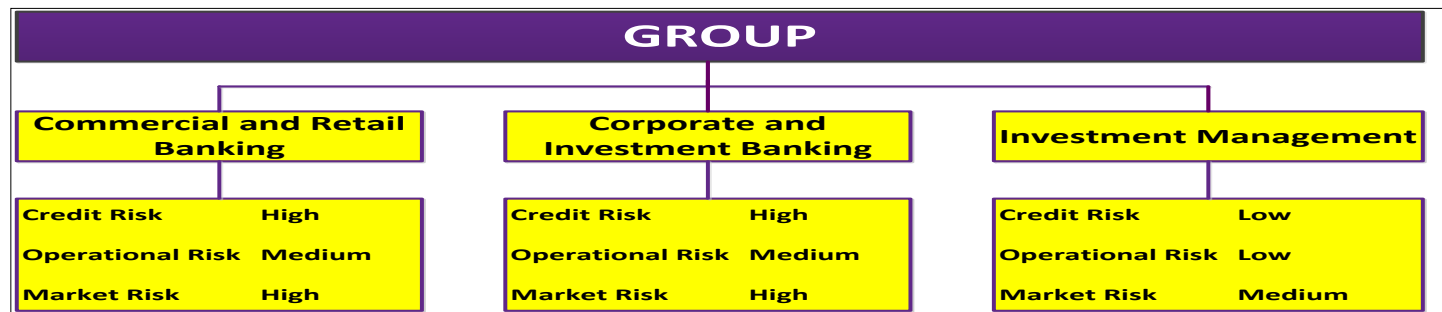 GROUP
Commercial and Retail
Banking
Corporate and
Investment Banking
Investment Management
Credit Risk High
Operational Risk Medium
Market Risk High
Credit Risk High
Operational Risk Medium
Market Risk High
Credit Risk Low
Operational Risk Low
Market Risk Medium